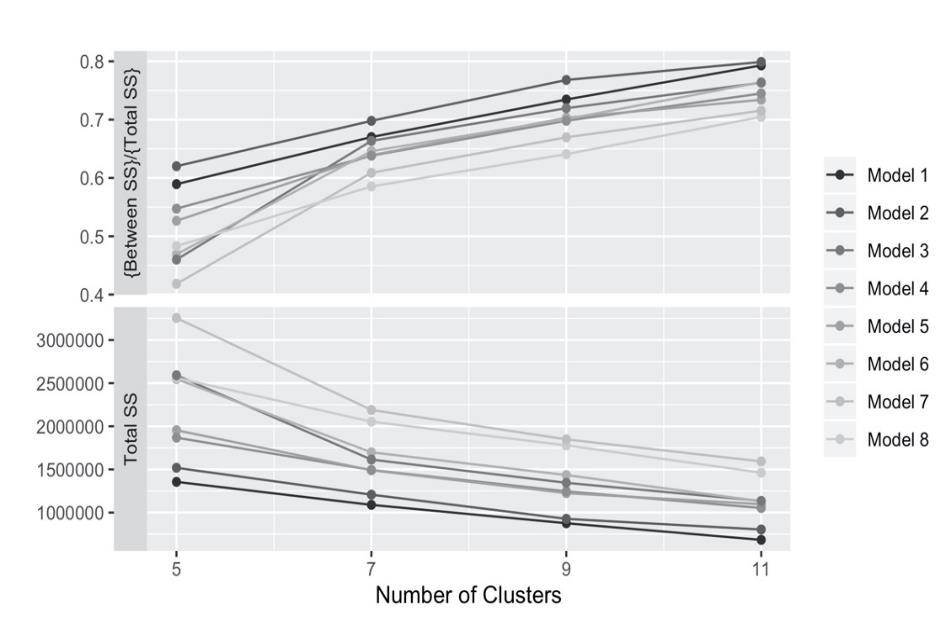 0.8
0.7
0.6
0.5
0.4
{Between SS}/{Total SS}
3000000
2500000
2000000
1500000
1000000
Total SS
5 7 9 11
Number of Clusters
Model 1
Model 2
Model 3
Model 4
Model 5
Model 6
Model 7
Model 8